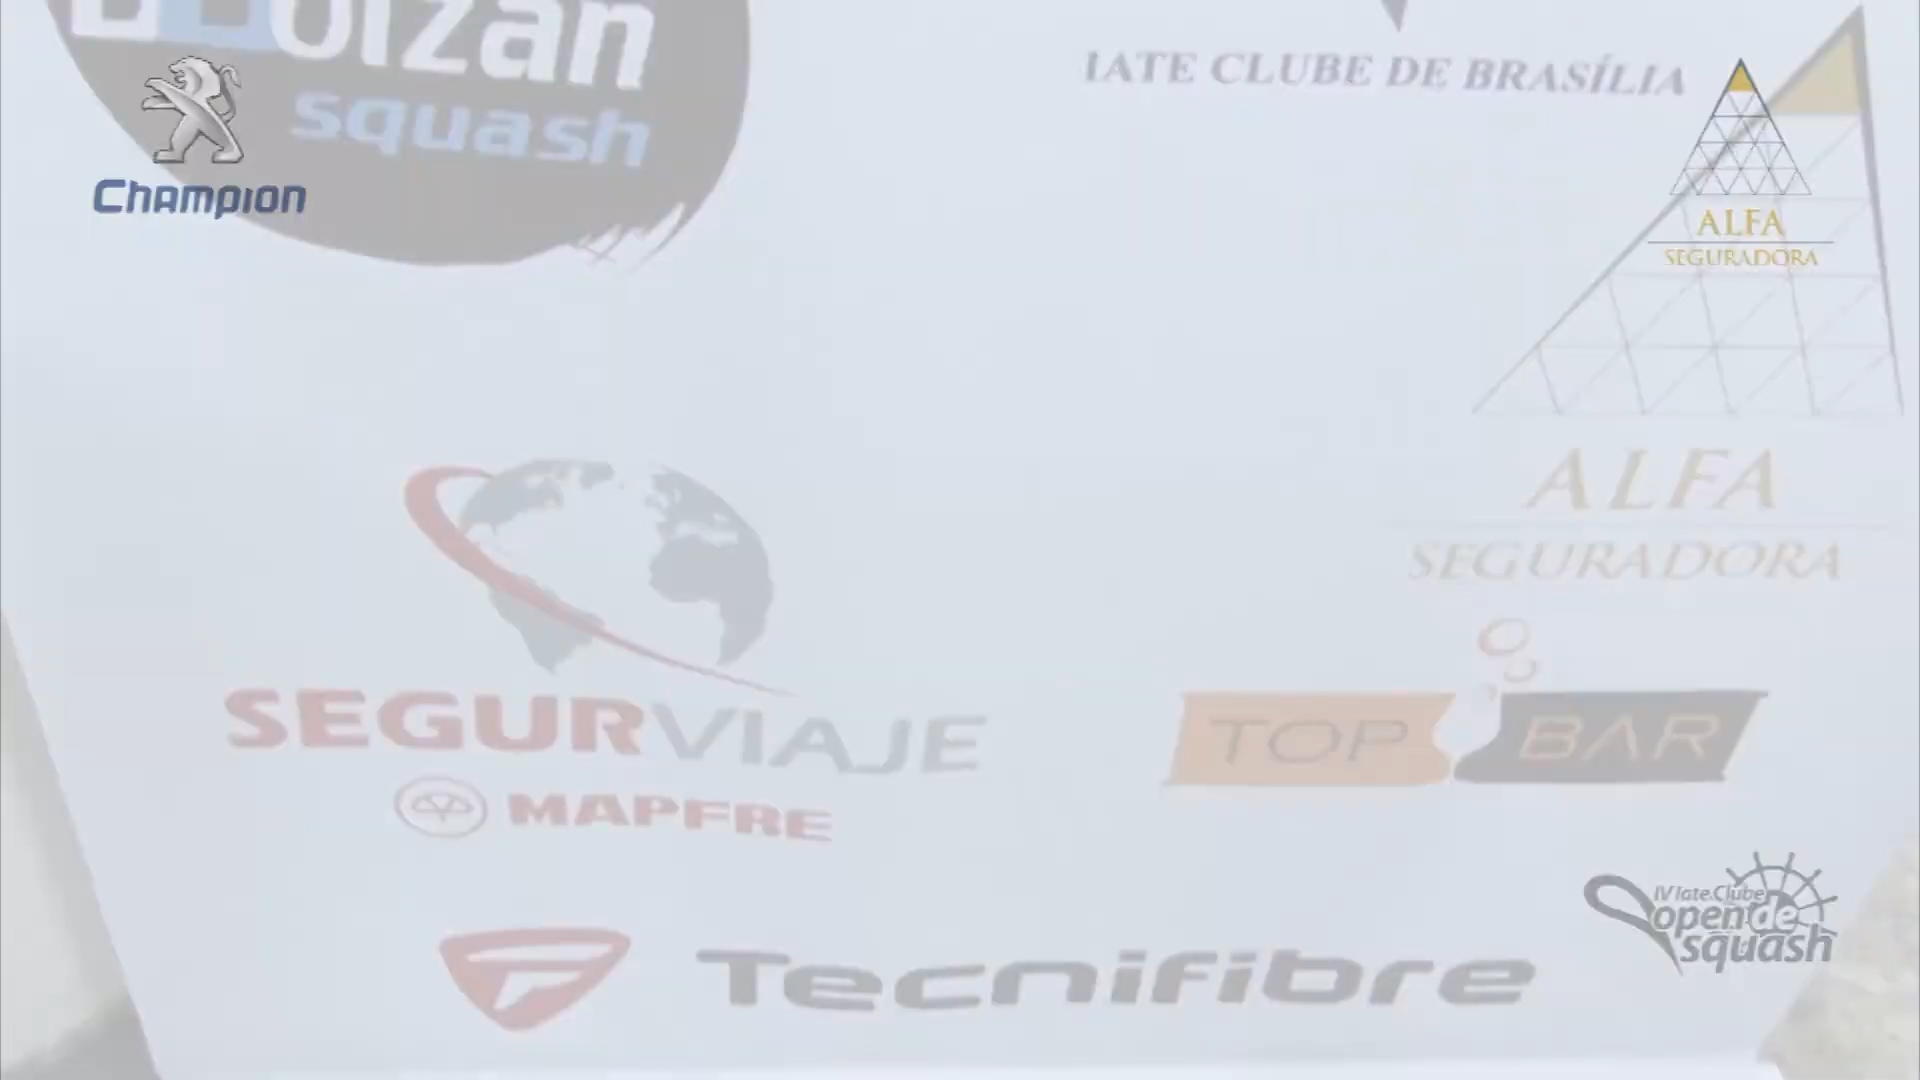 squash
Champion
IATE CLUBE DE BRASÍLIA
ALFA
SEGURADORA
ALFA
SEGURADORA
SEGURVIAJE
MAPFRE
TOP BAR
IV Iate Clube
open de
squash
Tecnifibre